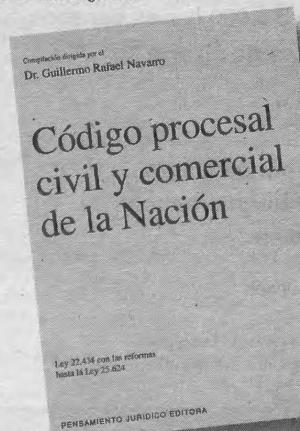 Compilación dirigida por el
Dr. Guillermo Rafael Navarro
Código procesal
civil y comercial
de la Nación
Ley 22.434 con las reformas
hasta la Ley 25.624
PENSAMIENTO JURIDICO EDITORA